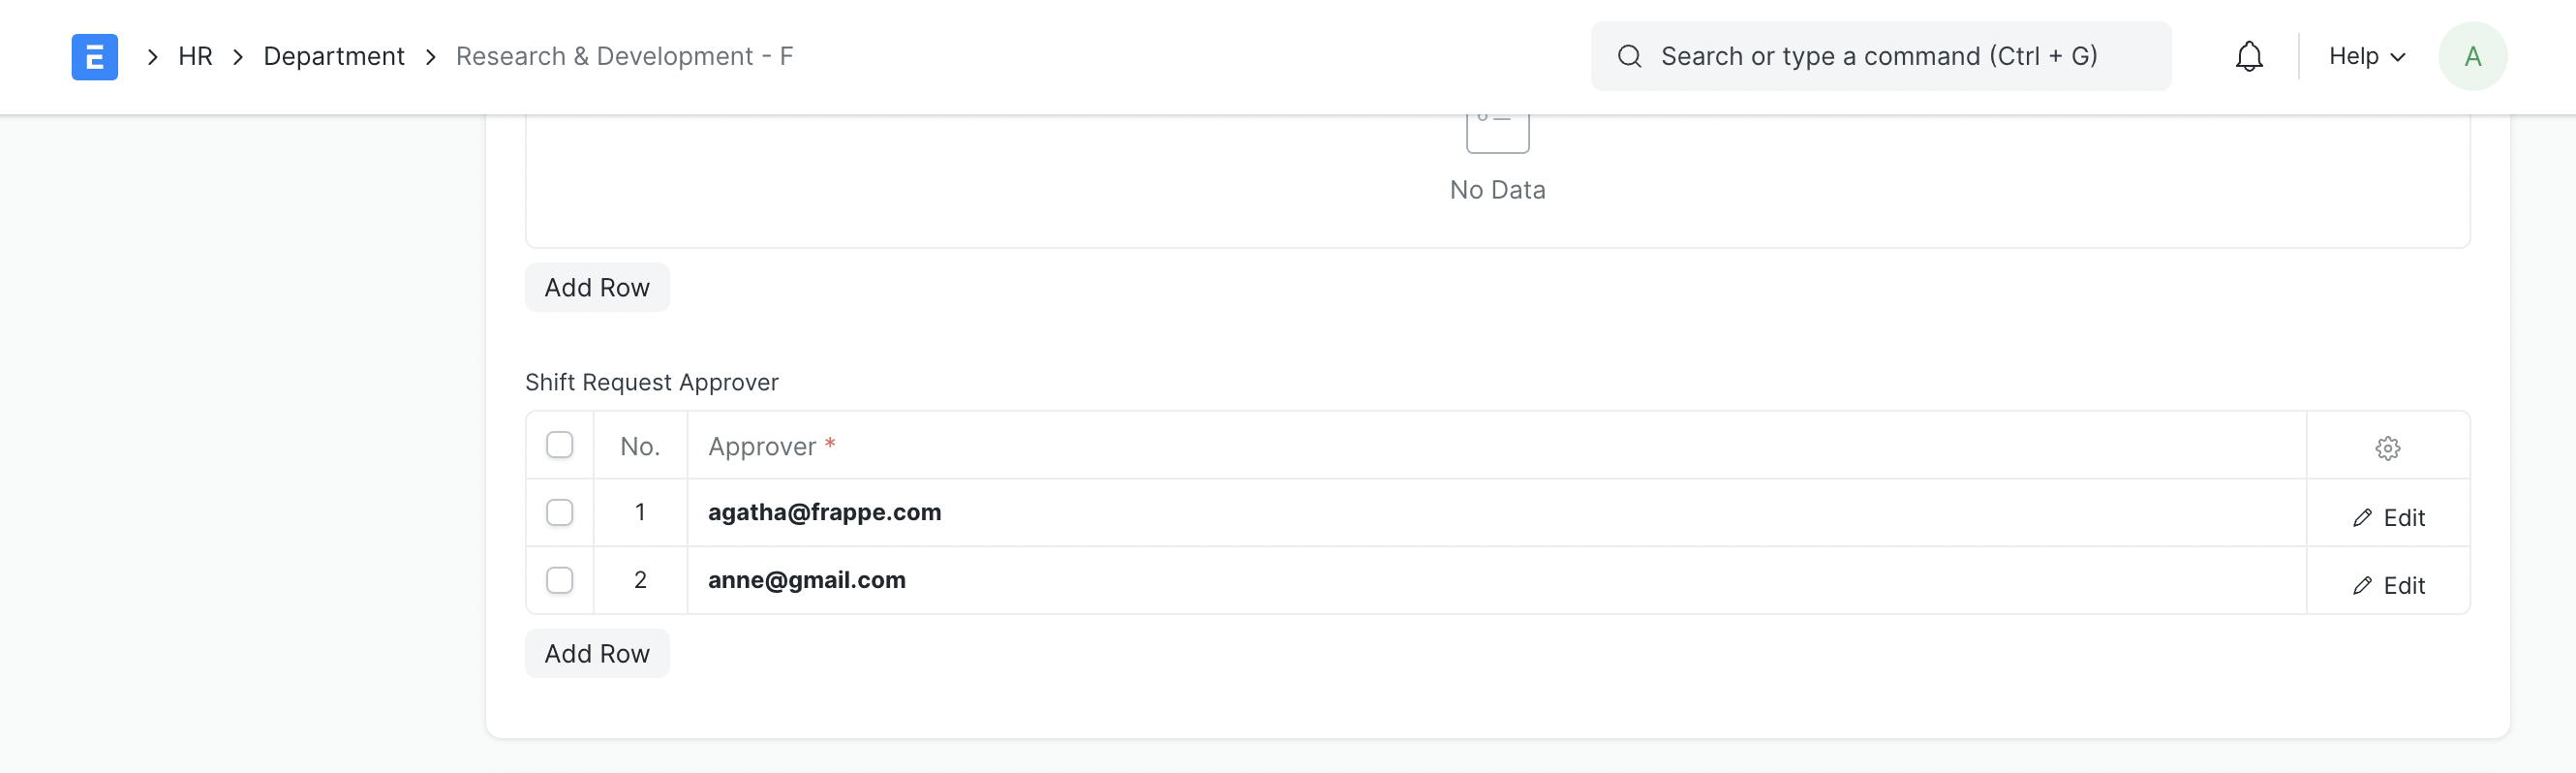 HR Department Research & Development - F Search or type a command (Ctrl + G) Help A
No Data
Add Row
Shift Request Approver
No. Approver *
1 agatha@frappe.com Edit
2 anne@gmail.com Edit
Add Row